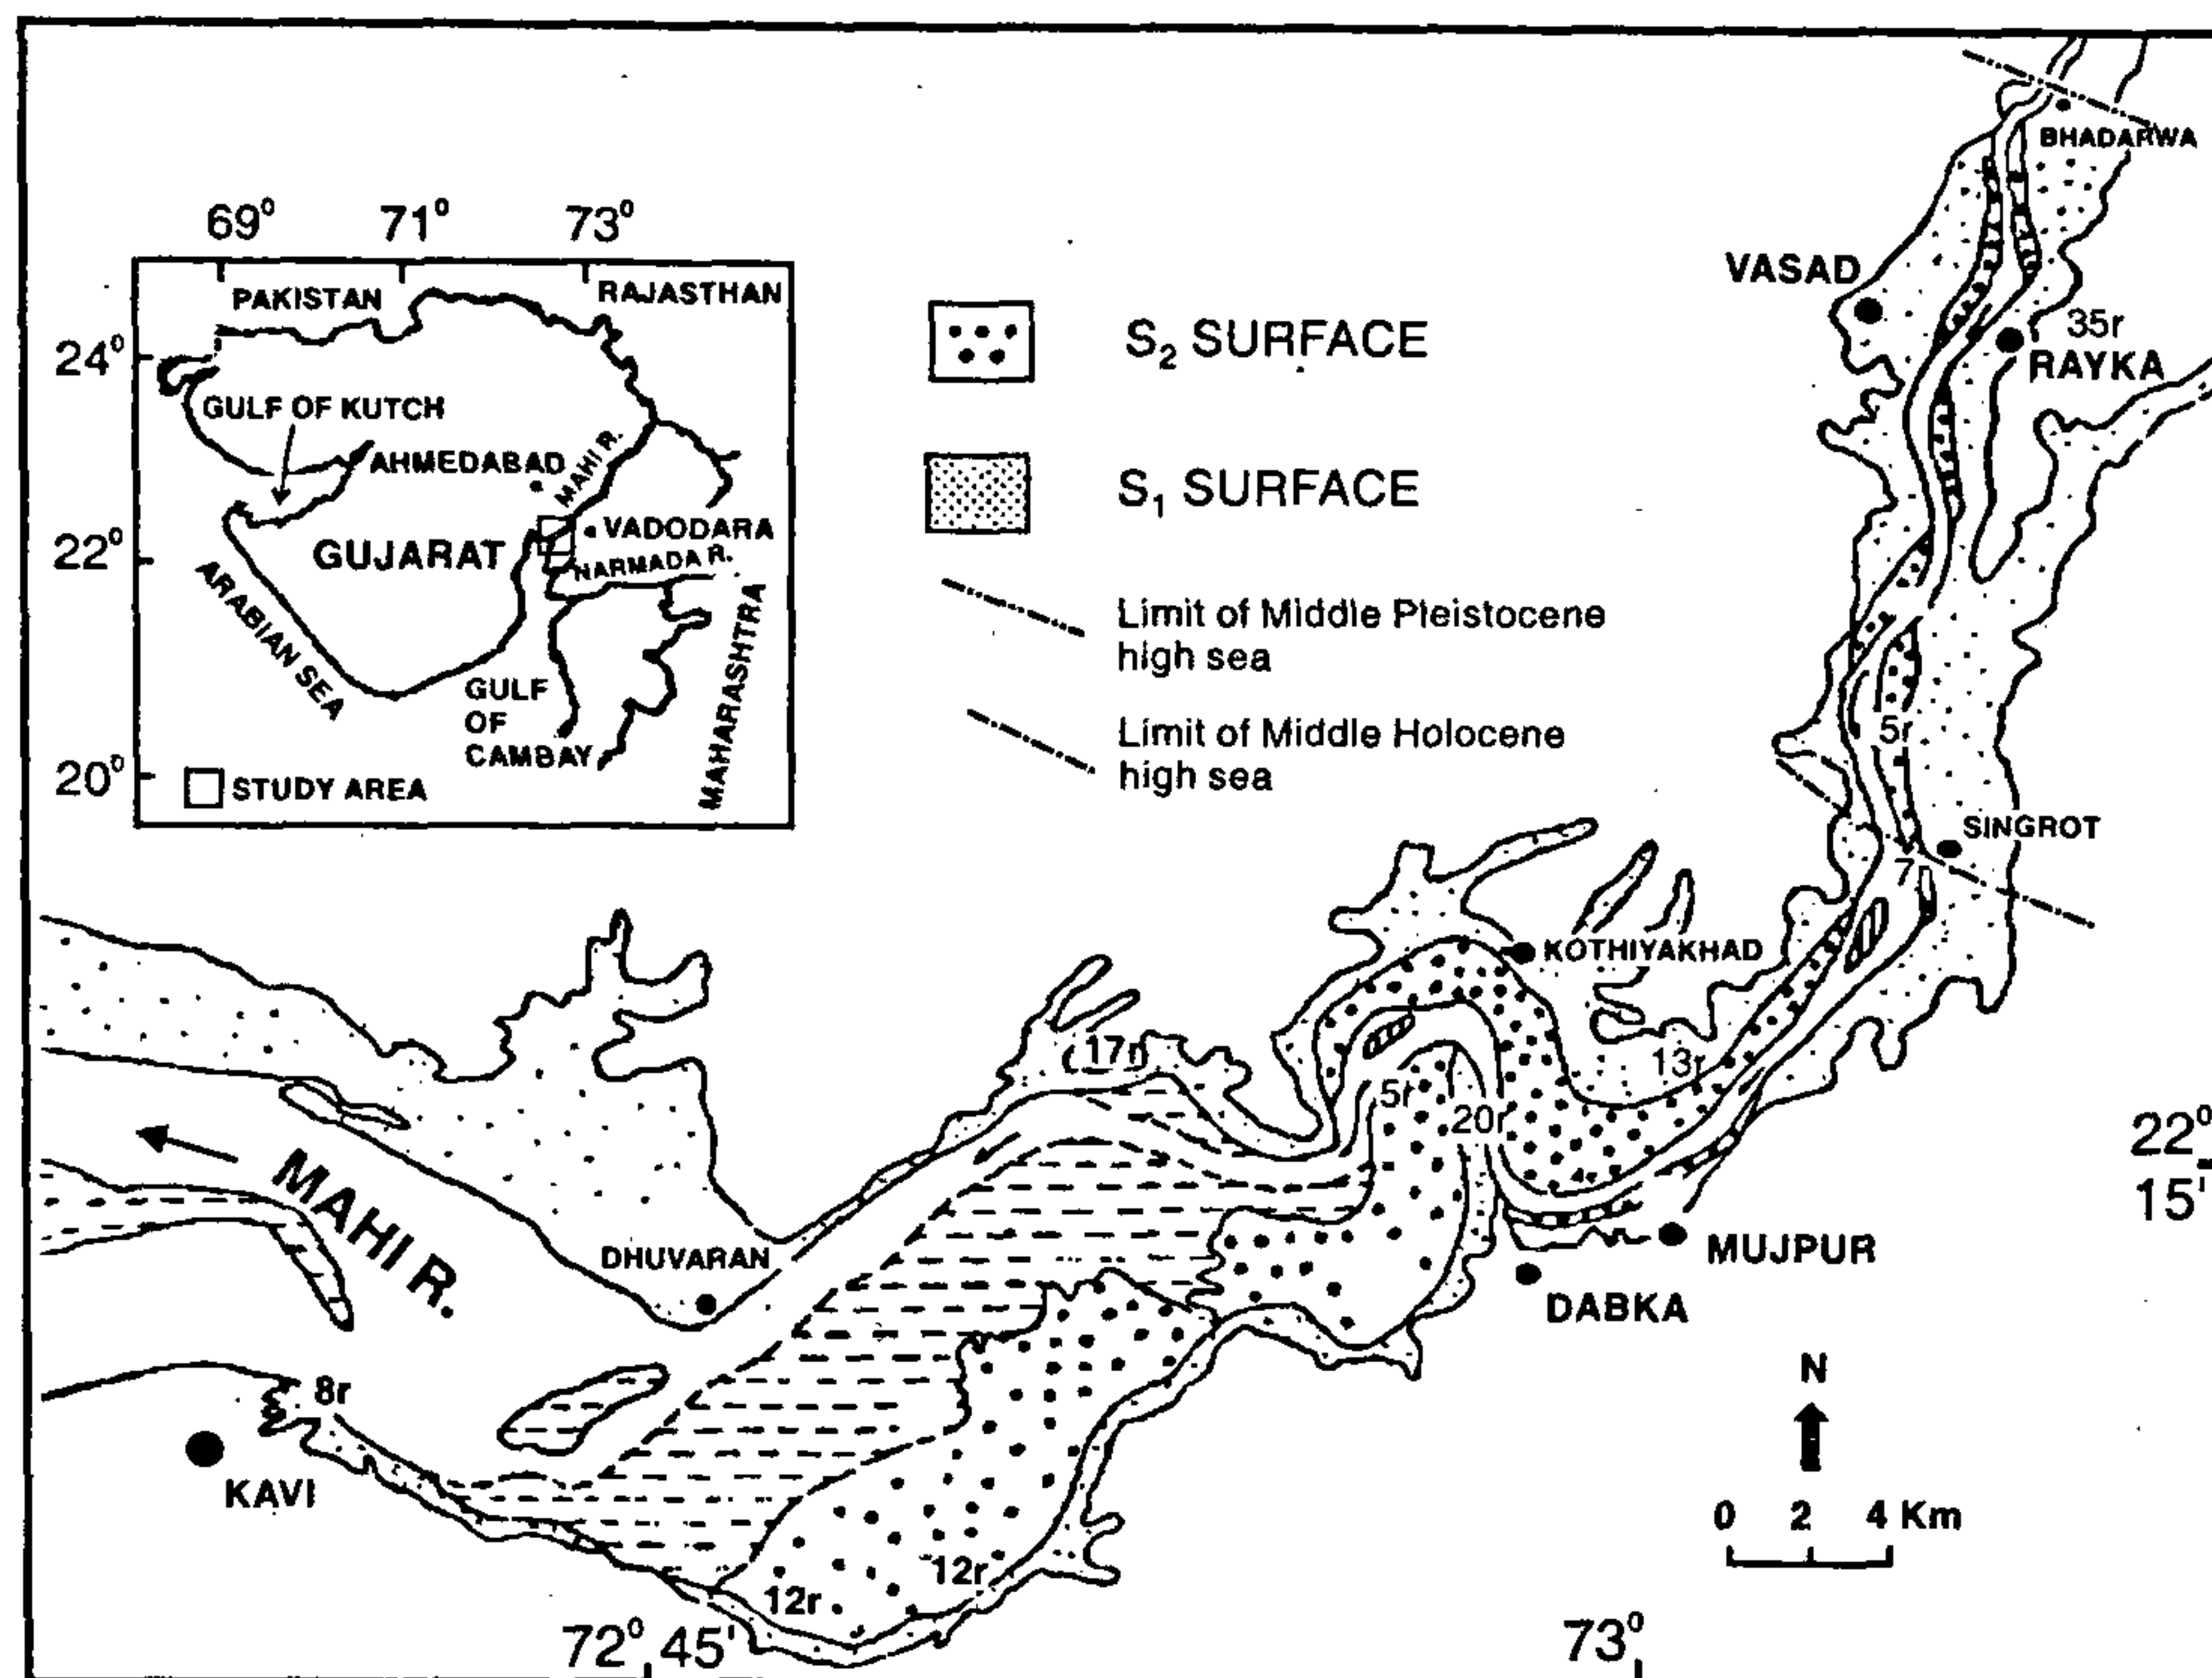 69° 71° 73°
PAKISTAN RAJASTHAN
24°
GULF OF KUTCH
AHMEDABAD
MAHI R.
VADODARA
22°
GUJARAT
NARMADA R.
ARABIAN SEA
GULF
OF
CAMBAY
MAHARASHTRA
20°
STUDY AREA
S₂ SURFACE
S₁ SURFACE
Limit of Middle Pleistocene
high sea
Limit of Middle Holocene
high sea
BHADARWA
VASAD
35r
RAYKA
5r
SINGROT
KOTHIYAKHAD
13r
5r
20r
22°
15'
MAHI R.
DHUVARAN
MUJPUR
DABKA
8r
KAVI
N
0 2 4 Km
12r
12r
72° 45'
73°